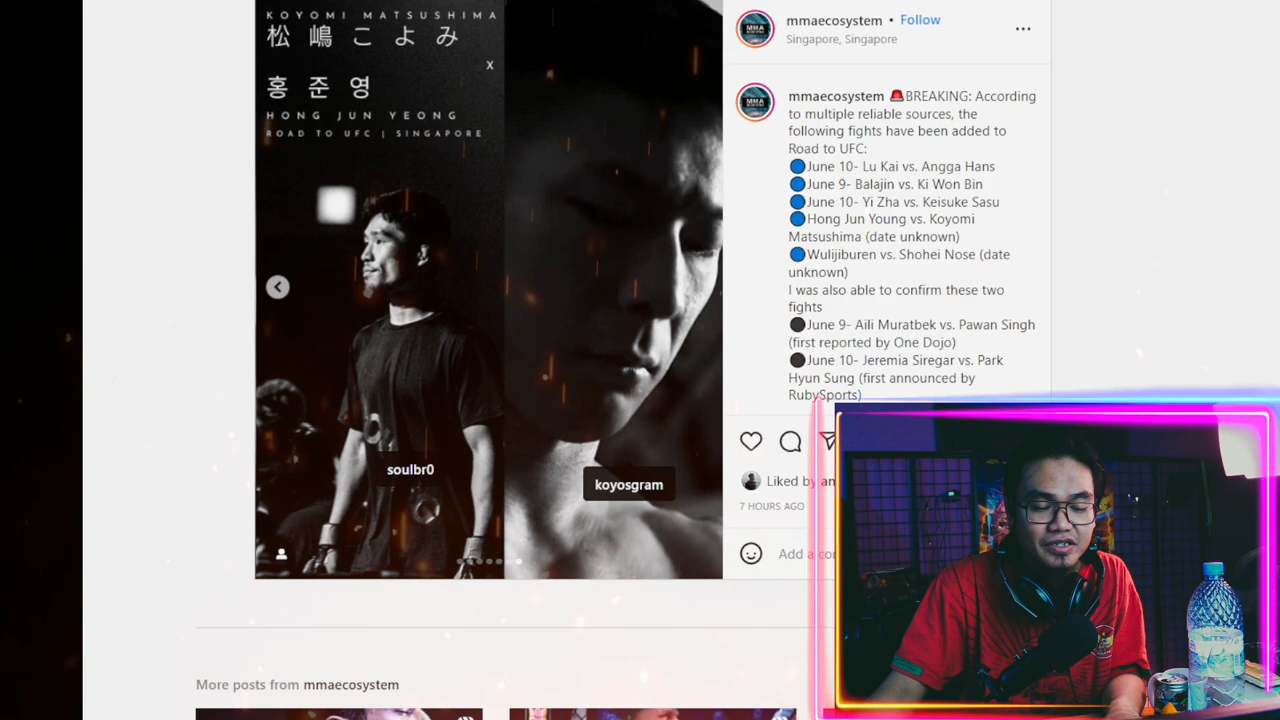 KOYOMI MATSUSHIMA
松嶋こよみ
X
홍준영
HONG JUN YEONG
ROAD TO UFC | SINGAPORE
soulbr0
koyosgram
mmaecosystem • Follow
Singapore, Singapore
mmaecosystem 🚨BREAKING: According
to multiple reliable sources, the
following fights have been added to
Road to UFC:
🔵June 10- Lu Kai vs. Angga Hans
🔵June 9- Balajin vs. Ki Won Bin
🔵June 10- Yi Zha vs. Keisuke Sasu
🔵Hong Jun Young vs. Koyomi
Matsushima (date unknown)
🔵Wulijiburen vs. Shohei Nose (date
unknown)
I was also able to confirm these two
fights
⚫June 9- Aili Muratbek vs. Pawan Singh
(first reported by One Dojo)
⚫June 10- Jeremia Siregar vs. Park
Hyun Sung (first announced by
RubySports)
Liked by an
7 HOURS AGO
Add a co
More posts from mmaecosystem